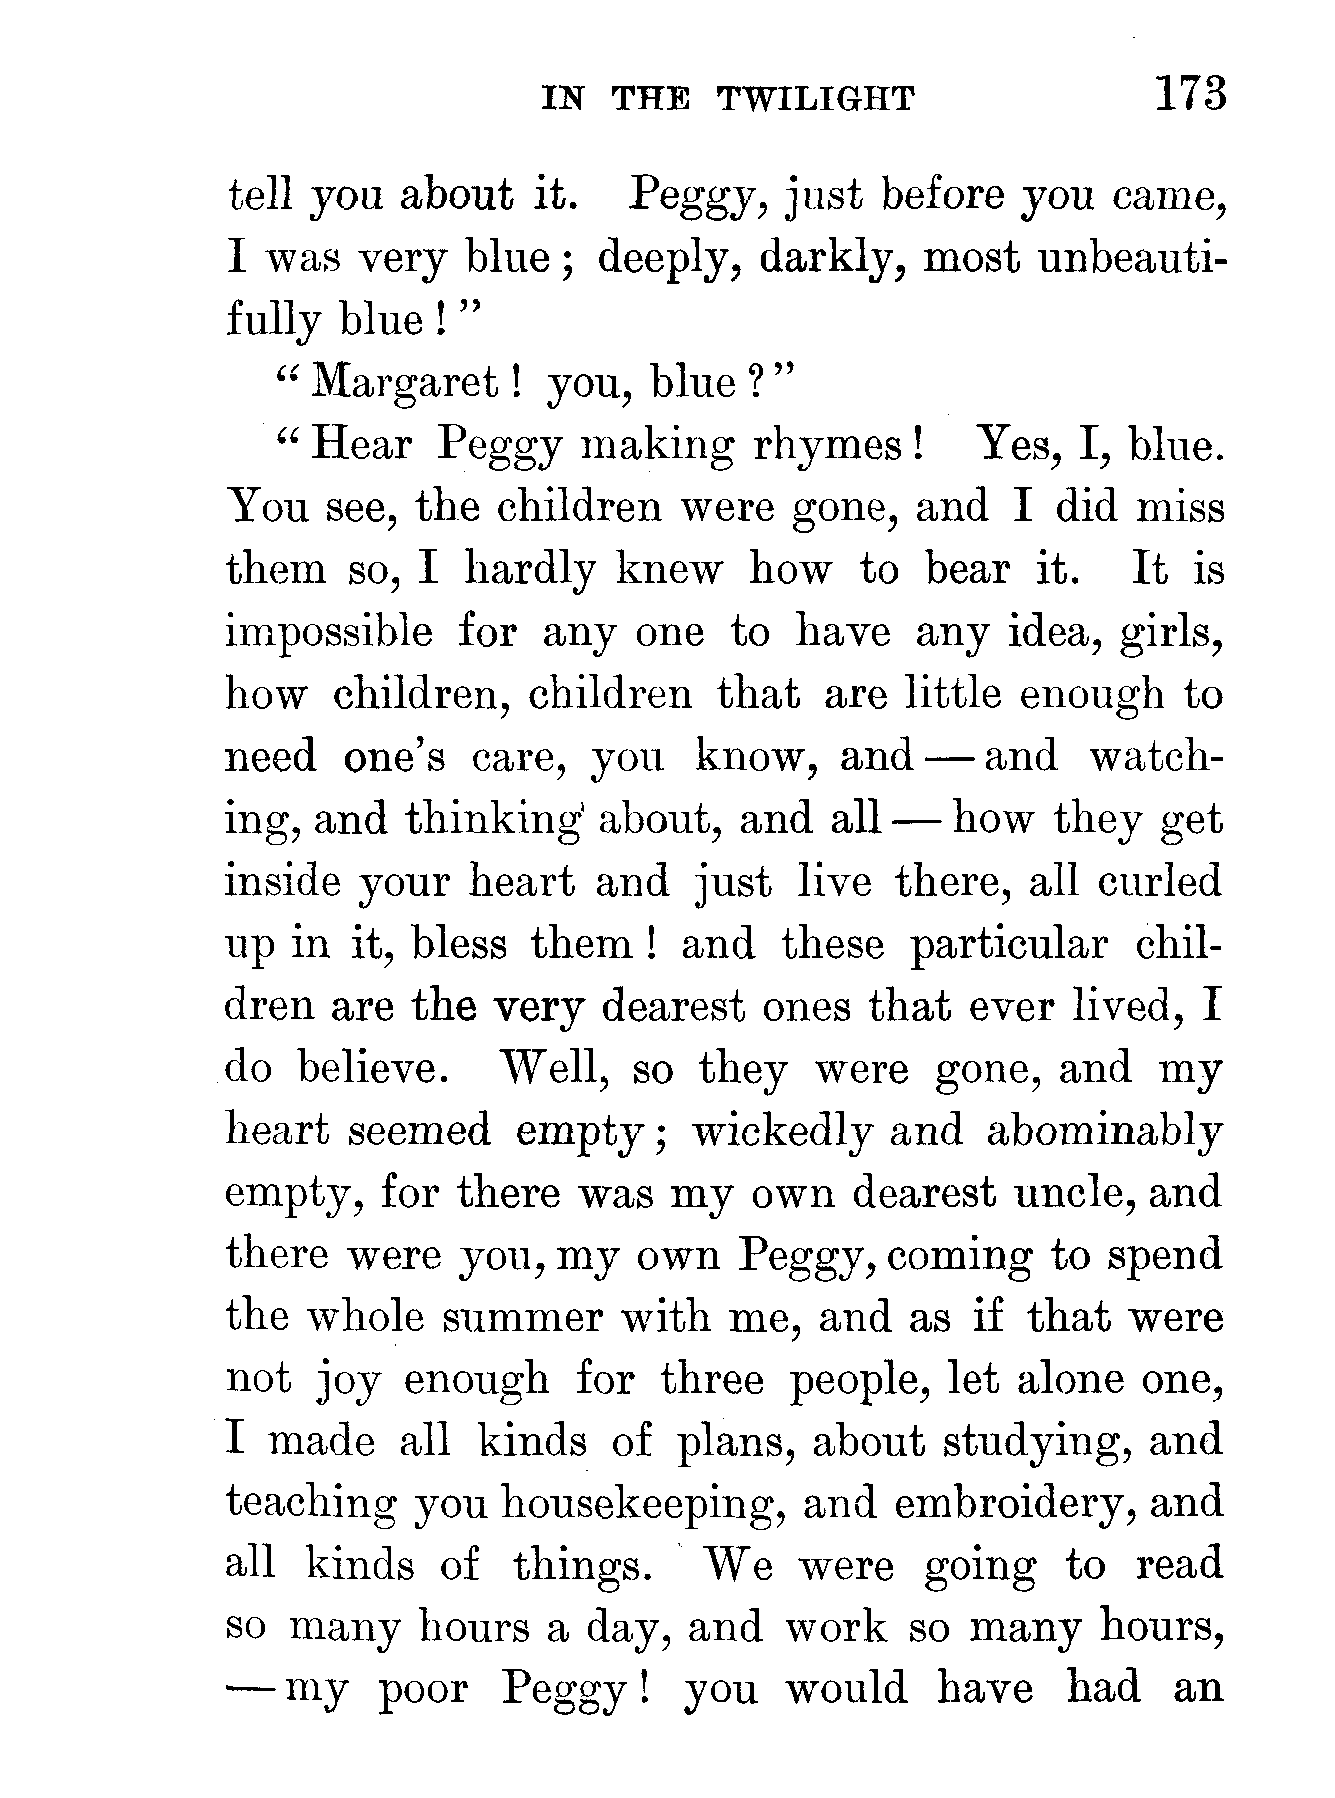 IN THE TWILIGHT 173
tell you about it. Peggy, just before you came,
I was very blue; deeply, darkly, most unbeauti-
fully blue!"
"Margaret! you, blue?"
"Hear Peggy making rhymes! Yes, I, blue.
You see, the children were gone, and I did miss
them so, I hardly knew how to bear it. It is
impossible for any one to have any idea, girls,
how children, children that are little enough to
need one's care, you know, and — and watch-
ing, and thinking about, and all — how they get
inside your heart and just live there, all curled
up in it, bless them! and these particular chil-
dren are the very dearest ones that ever lived, I
do believe. Well, so they were gone, and my
heart seemed empty; wickedly and abominably
empty, for there was my own dearest uncle, and
there were you, my own Peggy, coming to spend
the whole summer with me, and as if that were
not joy enough for three people, let alone one,
I made all kinds of plans, about studying, and
teaching you housekeeping, and embroidery, and
all kinds of things. We were going to read
so many hours a day, and work so many hours,
— my poor Peggy! you would have had an